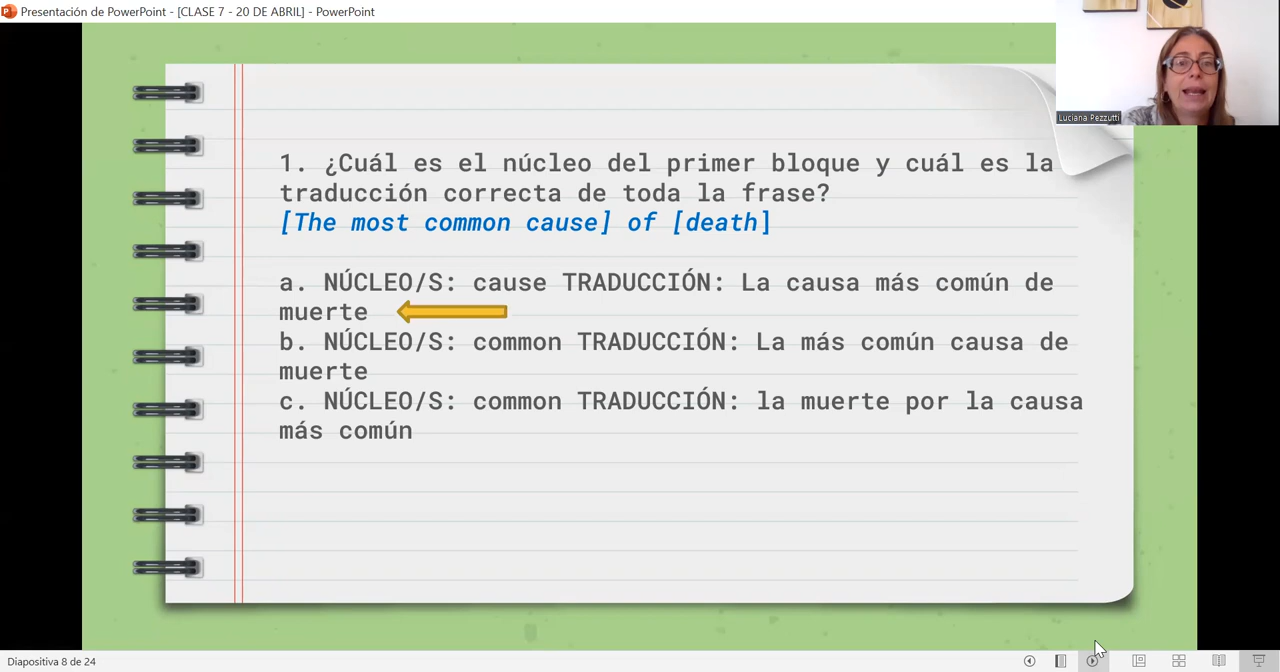 Presentación de PowerPoint - [CLASE 7 - 20 DE ABRIL] - PowerPoint
Luciana Pezzutti
1. ¿Cuál es el núcleo del primer bloque y cuál es la
traducción correcta de toda la frase?
[The most common cause] of [death]
a. NÚCLEO/S: cause TRADUCCIÓN: La causa más común de
muerte
b. NÚCLEO/S: common TRADUCCIÓN: La más común causa de
muerte
c. NÚCLEO/S: common TRADUCCIÓN: la muerte por la causa
más común
Diapositiva 8 de 24